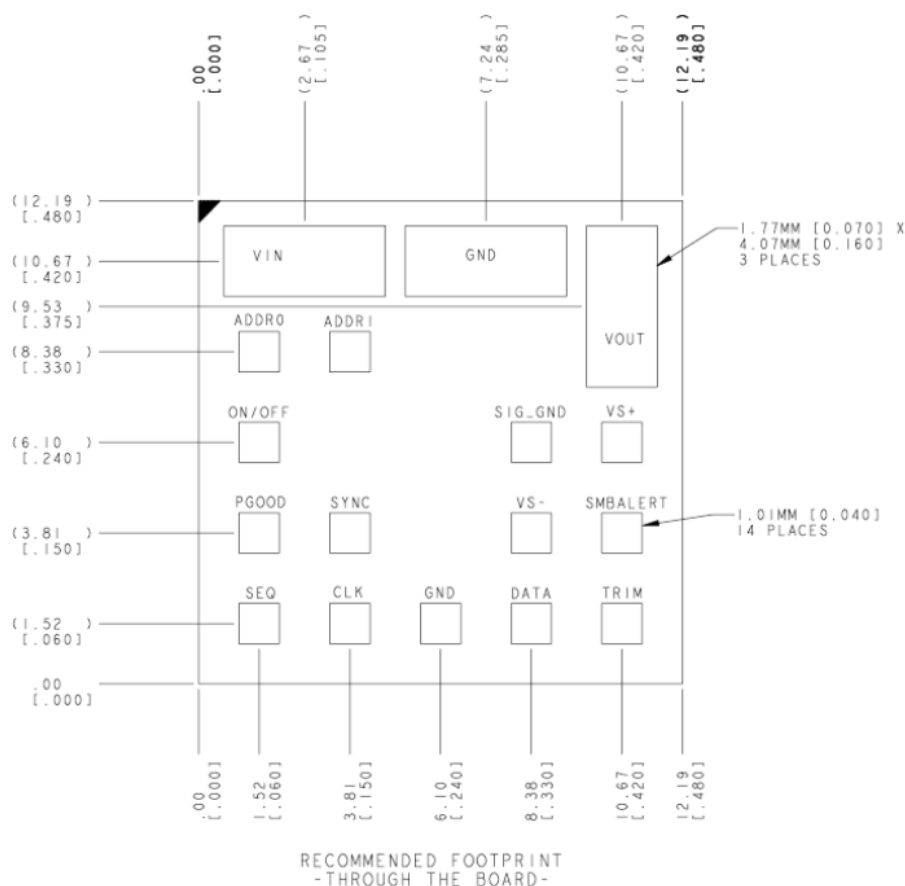 .00
[.000]
(2.67 )
[.105]
(7.24 )
[.285]
(10.67 )
[.420]
(12.19 )
[.480]
(12.19 )
[.480]
(10.67 )
[.420]
(9.53 )
[.375]
(8.38 )
[.330]
(6.10 )
[.240]
(3.81 )
[.150]
(1.52 )
[.060]
.00
[.000]
VIN
GND
1.77MM [0.070] X
4.07MM [0.160]
3 PLACES
VOUT
ADDR0
ADDR1
ON/OFF
SIG_GND
VS+
PGOOD
SYNC
VS-
SMBALERT
1.01MM [0.040]
14 PLACES
SEQ
CLK
GND
DATA
TRIM
.00
[.000]
1.52
[.060]
3.81
[.150]
6.10
[.240]
8.38
[.330]
10.67
[.420]
12.19
[.480]
RECOMMENDED FOOTPRINT
-THROUGH THE BOARD-